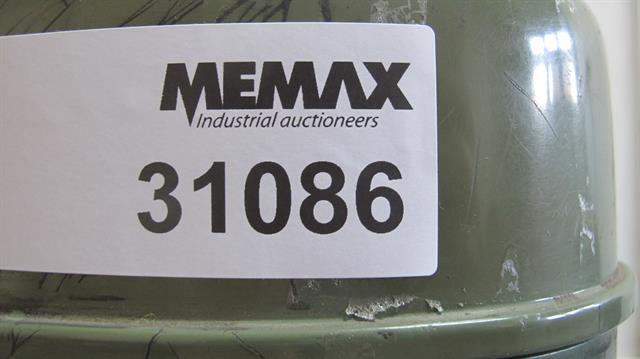 MEMAX
Industrial auctioneers
31086